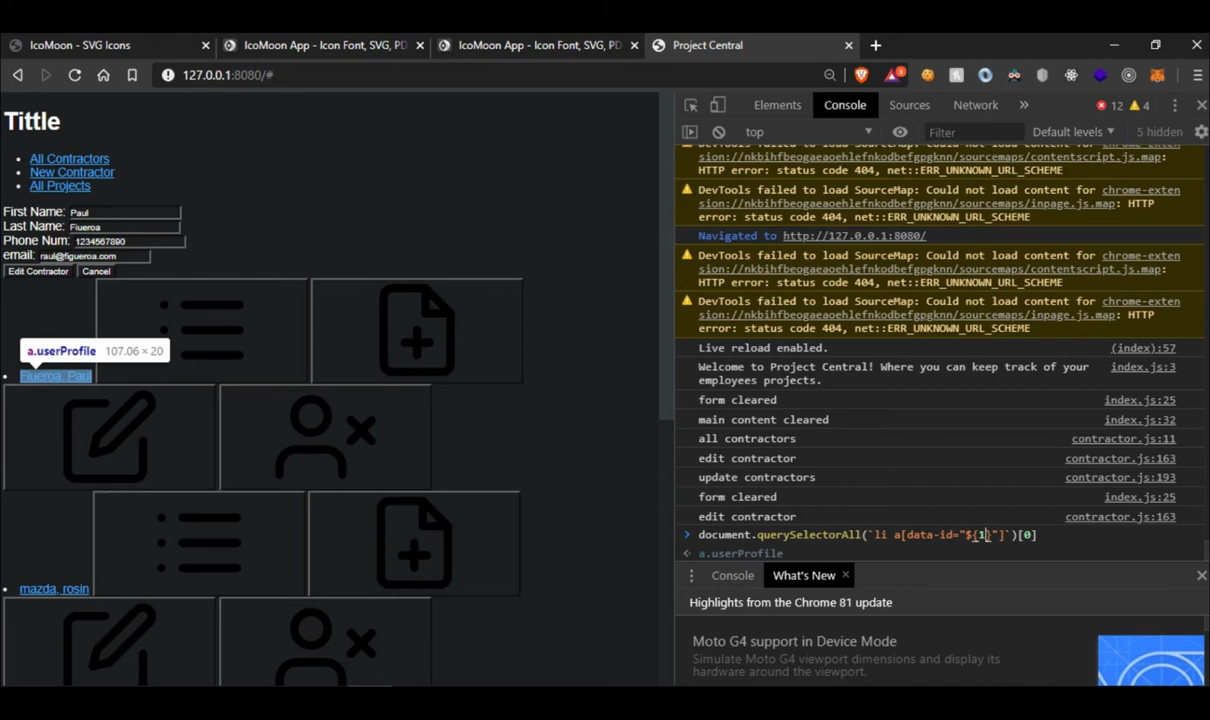 IcoMoon - SVG Icons
IcoMoon App - Icon Font, SVG, PD
IcoMoon App - Icon Font, SVG, PD
Project Central
127.0.0.1:8080/#
Tittle
All Contractors
New Contractor
All Projects
First Name: Paul
Last Name: Fiueroa
Phone Num: 1234567890
email: raul@figueroa.com
Edit Contractor Cancel
a.userProfile 107.06 × 20
Fiueroa, Paul
mazda, rosin
Elements Console Sources Network » 12 4
top Filter Default levels 5 hidden
DevTools failed to load SourceMap: Could not load content for chrome-exten
sion://nkbihfbeogaeaoehlefnkodbefgpgknn/sourcemaps/contentscript.js.map:
HTTP error: status code 404, net::ERR_UNKNOWN_URL_SCHEME
DevTools failed to load SourceMap: Could not load content for chrome-exten
sion://nkbihfbeogaeaoehlefnkodbefgpgknn/sourcemaps/inpage.js.map: HTTP
error: status code 404, net::ERR_UNKNOWN_URL_SCHEME
Navigated to http://127.0.0.1:8080/
DevTools failed to load SourceMap: Could not load content for chrome-exten
sion://nkbihfbeogaeaoehlefnkodbefgpgknn/sourcemaps/contentscript.js.map:
HTTP error: status code 404, net::ERR_UNKNOWN_URL_SCHEME
DevTools failed to load SourceMap: Could not load content for chrome-exten
sion://nkbihfbeogaeaoehlefnkodbefgpgknn/sourcemaps/inpage.js.map: HTTP
error: status code 404, net::ERR_UNKNOWN_URL_SCHEME
Live reload enabled. (index):57
Welcome to Project Central! Where you can keep track of your index.js:3
employees projects.
form cleared index.js:25
main content cleared index.js:32
all contractors contractor.js:11
edit contractor contractor.js:163
update contractors contractor.js:193
form cleared index.js:25
edit contractor contractor.js:163
document.querySelectorAll(`li a[data-id="${1}"]`)[0]
a.userProfile
Console What's New
Highlights from the Chrome 81 update
Moto G4 support in Device Mode
Simulate Moto G4 viewport dimensions and display its
hardware around the viewport.